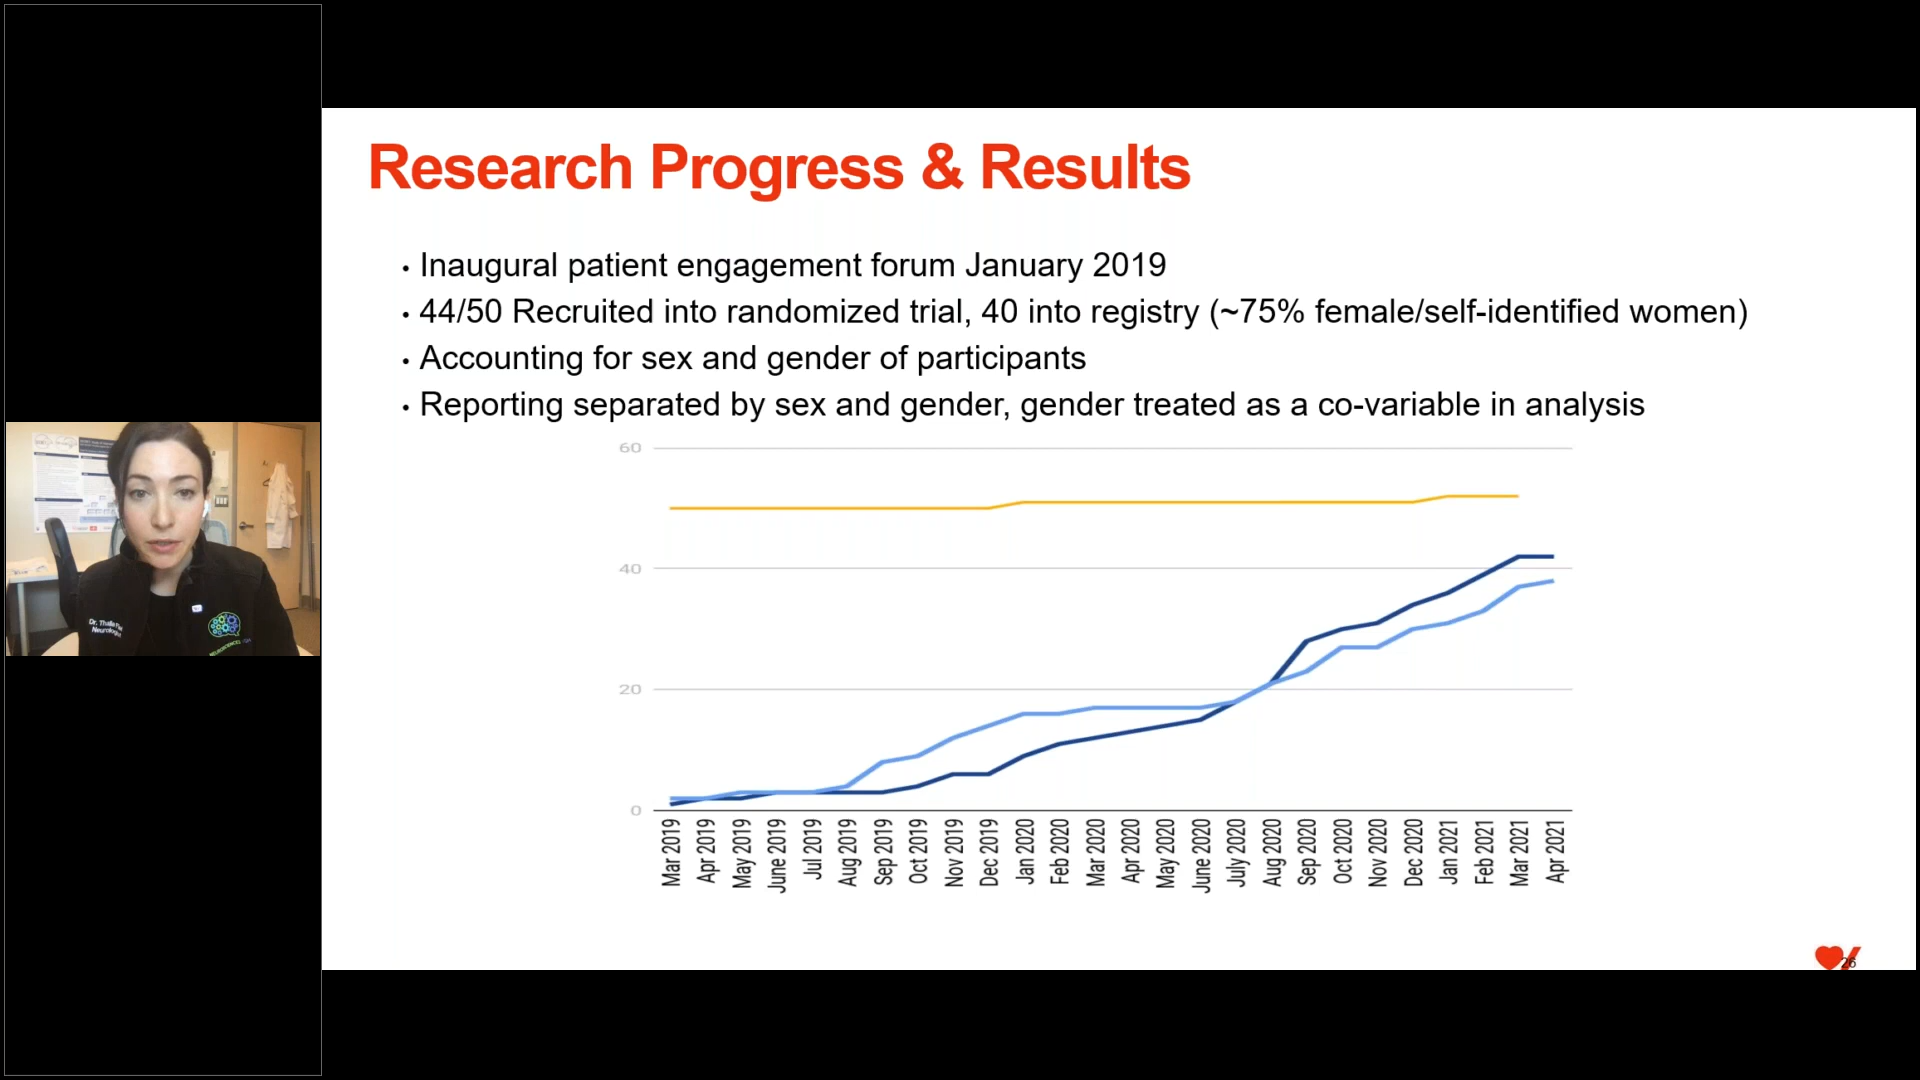 Research Progress & Results
• Inaugural patient engagement forum January 2019
• 44/50 Recruited into randomized trial, 40 into registry (~75% female/self-identified women)
• Accounting for sex and gender of participants
• Reporting separated by sex and gender, gender treated as a co-variable in analysis
60
40
20
0
Mar 2019
Apr 2019
May 2019
June 2019
Jul 2019
Aug 2019
Sep 2019
Oct 2019
Nov 2019
Dec 2019
Jan 2020
Feb 2020
Mar 2020
Apr 2020
May 2020
June 2020
July 2020
Aug 2020
Sep 2020
Oct 2020
Nov 2020
Dec 2020
Jan 2021
Feb 2021
Mar 2021
Apr 2021
Dr. Thalia
Neurologist
26